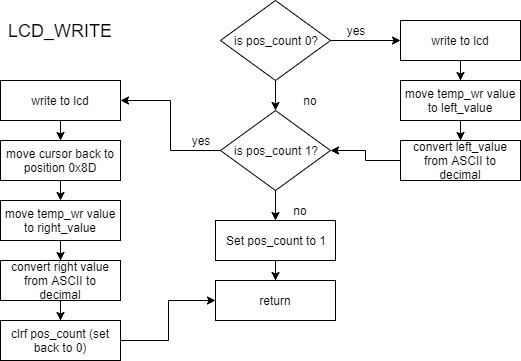 LCD_WRITE
is pos_count 0?
yes
write to lcd
no
move temp_wr value
to left_value
convert left_value
from ASCII to
decimal
is pos_count 1?
yes
write to lcd
move cursor back to
position 0x8D
move temp_wr value
to right_value
convert right value
from ASCII to
decimal
clrf pos_count (set
back to 0)
no
Set pos_count to 1
return